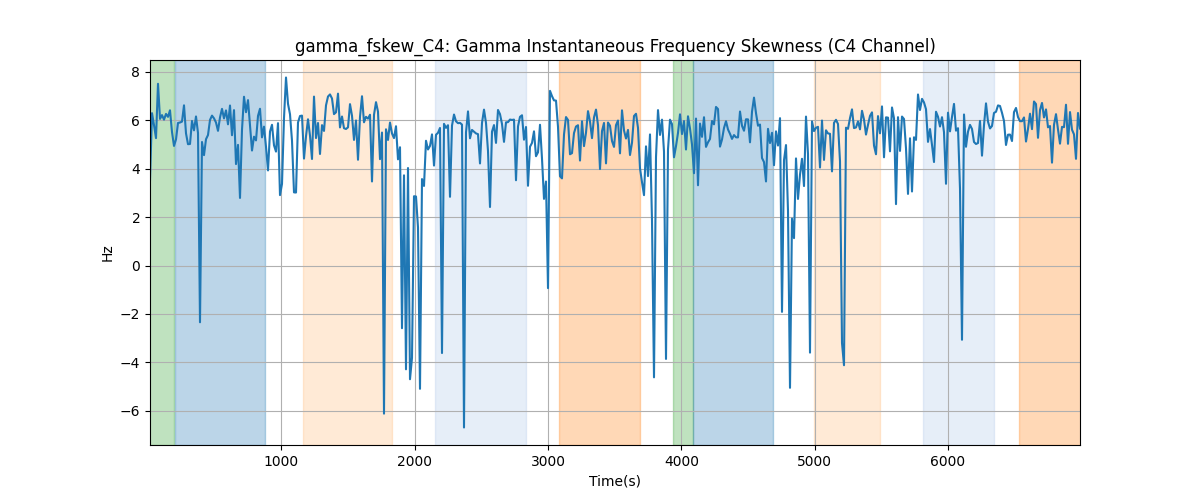 gamma_fskew_C4: Gamma Instantaneous Frequency Skewness (C4 Channel)
8
6
4
2
0
−2
−4
−6
Hz
1000 2000 3000 4000 5000 6000
Time(s)